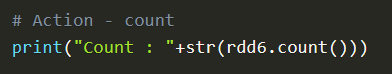 # Action - count
print("Count : "+str(rdd6.count()))